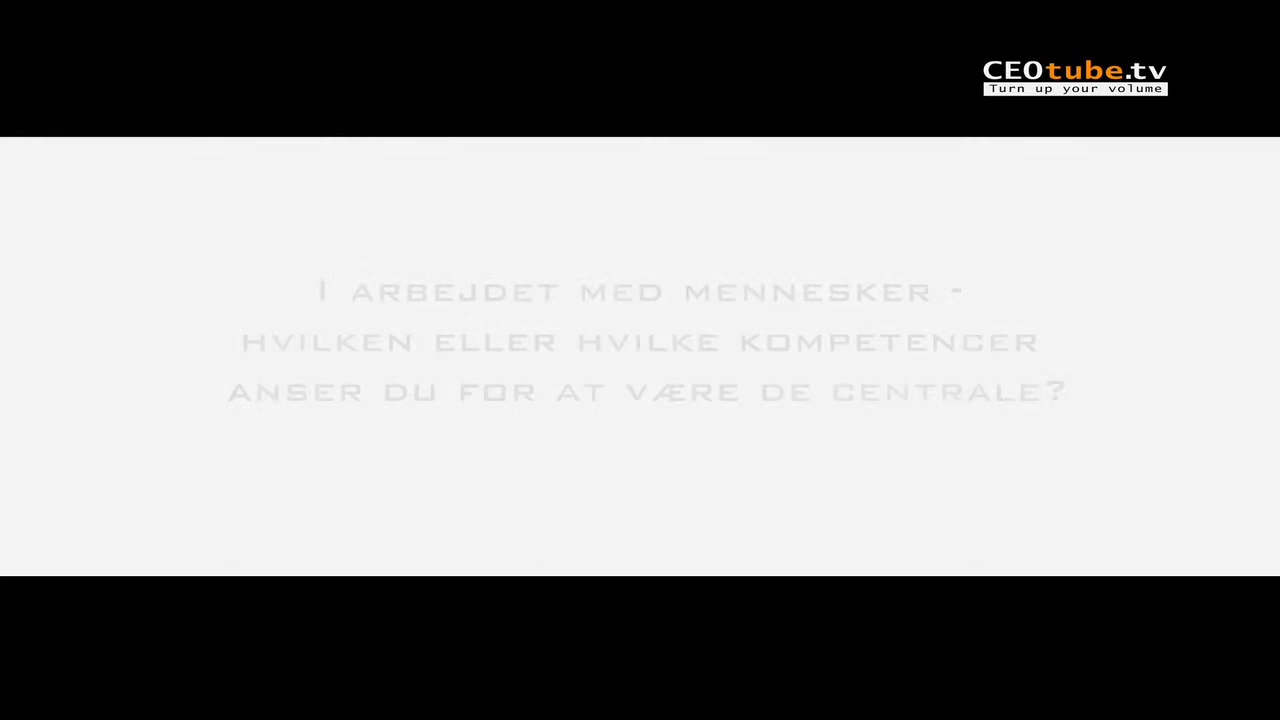 CEOtube.tv
Turn up your volume
I ARBEJDET MED MENNESKER -
HVILKEN ELLER HVILKE KOMPETENCER
ANSER DU FOR AT VÆRE DE CENTRALE?